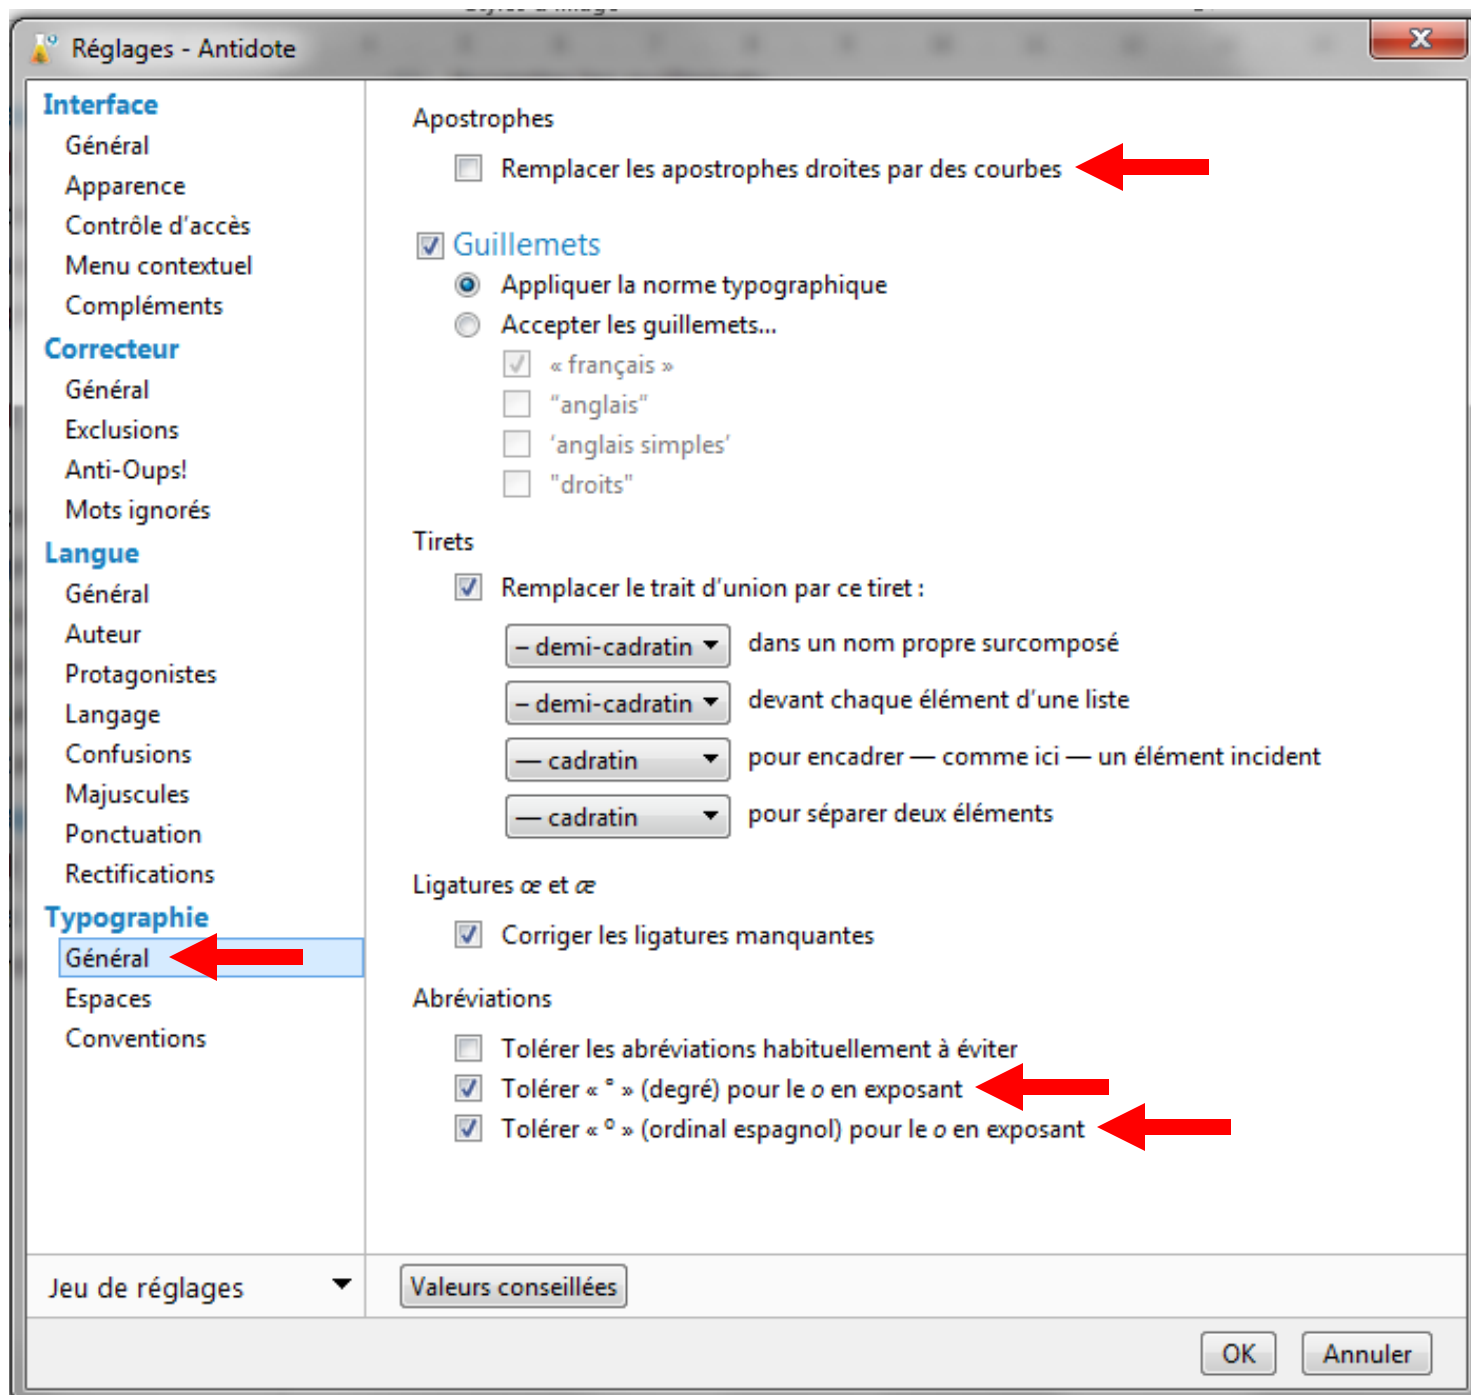 Réglages - Antidote
Interface
Général
Apparence
Contrôle d’accès
Menu contextuel
Compléments
Correcteur
Général
Exclusions
Anti-Oups!
Mots ignorés
Langue
Général
Auteur
Protagonistes
Langage
Confusions
Majuscules
Ponctuation
Rectifications
Typographie
Général
Espaces
Conventions
Jeu de réglages
Apostrophes
Remplacer les apostrophes droites par des courbes
Guillemets
Appliquer la norme typographique
Accepter les guillemets...
« français »
“anglais”
‘anglais simples’
"droits"
Tirets
Remplacer le trait d’union par ce tiret :
– demi-cadratin dans un nom propre surcomposé
– demi-cadratin devant chaque élément d’une liste
— cadratin pour encadrer — comme ici — un élément incident
— cadratin pour séparer deux éléments
Ligatures œ et æ
Corriger les ligatures manquantes
Abréviations
Tolérer les abréviations habituellement à éviter
Tolérer « ° » (degré) pour le o en exposant
Tolérer « º » (ordinal espagnol) pour le o en exposant
Valeurs conseillées
OK Annuler